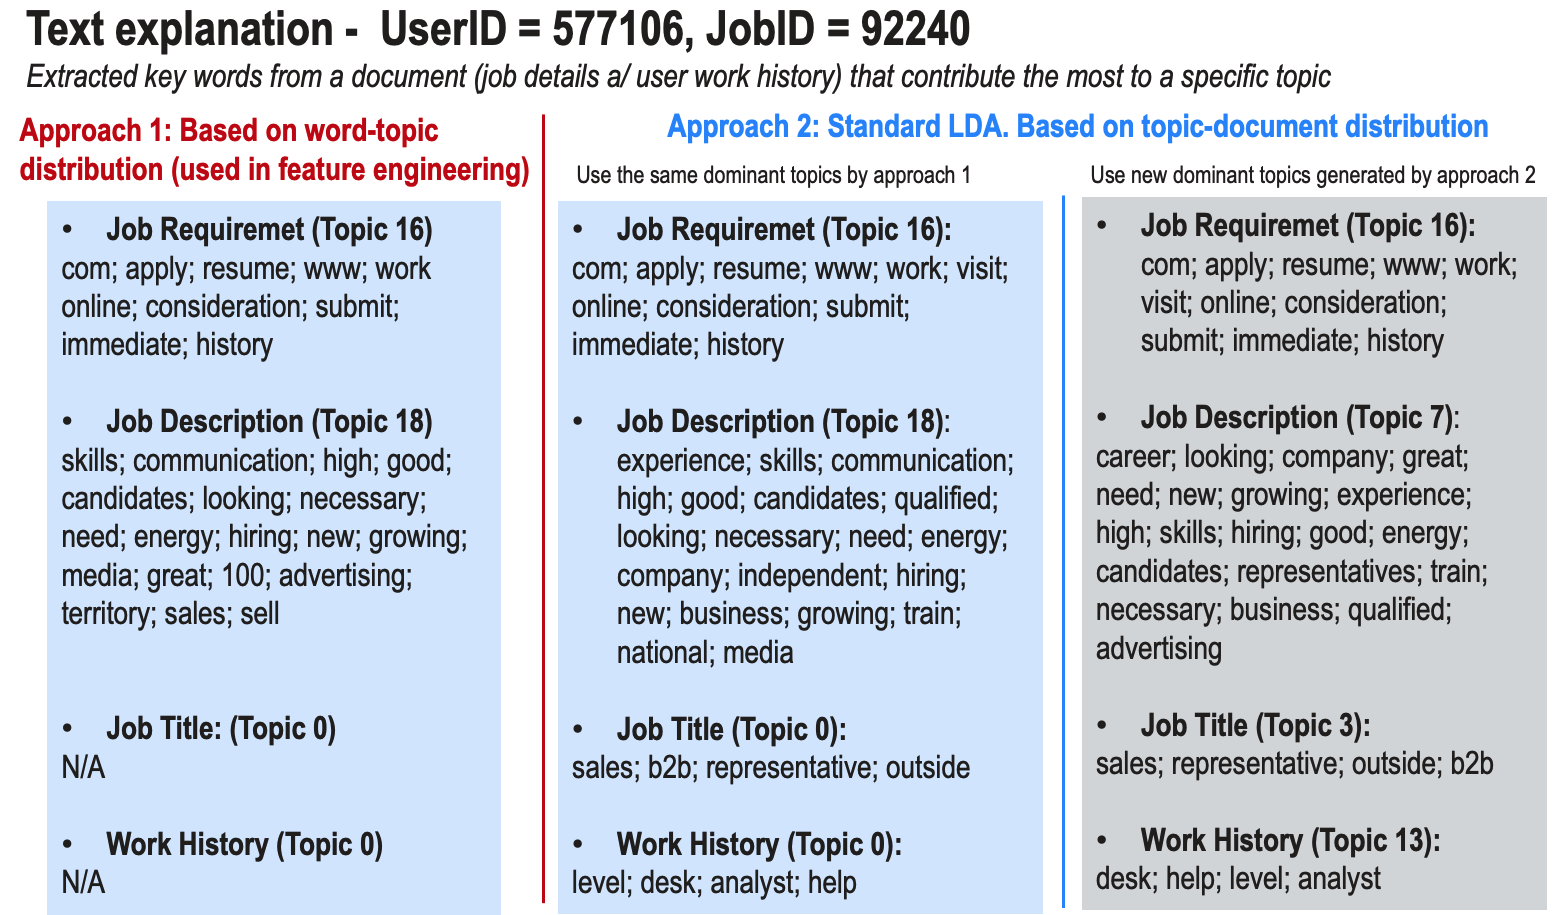 Text explanation -  UserID = 577106, JobID = 92240
Extracted key words from a document (job details a/ user work history) that contribute the most to a specific topic
Approach 1: Based on word-topic
distribution (used in feature engineering)
• Job Requiremet (Topic 16)
com; apply; resume; www; work
online; consideration; submit;
immediate; history
• Job Description (Topic 18)
skills; communication; high; good;
candidates; looking; necessary;
need; energy; hiring; new; growing;
media; great; 100; advertising;
territory; sales; sell
• Job Title: (Topic 0)
N/A
• Work History (Topic 0)
N/A
Approach 2: Standard LDA. Based on topic-document distribution
Use the same dominant topics by approach 1
• Job Requiremet (Topic 16):
com; apply; resume; www; work; visit;
online; consideration; submit;
immediate; history
• Job Description (Topic 18):
experience; skills; communication;
high; good; candidates; qualified;
looking; necessary; need; energy;
company; independent; hiring;
new; business; growing; train;
national; media
• Job Title (Topic 0):
sales; b2b; representative; outside
• Work History (Topic 0):
level; desk; analyst; help
Use new dominant topics generated by approach 2
• Job Requiremet (Topic 16):
com; apply; resume; www; work;
visit; online; consideration;
submit; immediate; history
• Job Description (Topic 7):
career; looking; company; great;
need; new; growing; experience;
high; skills; hiring; good; energy;
candidates; representatives; train;
necessary; business; qualified;
advertising
• Job Title (Topic 3):
sales; representative; outside; b2b
• Work History (Topic 13):
desk; help; level; analyst